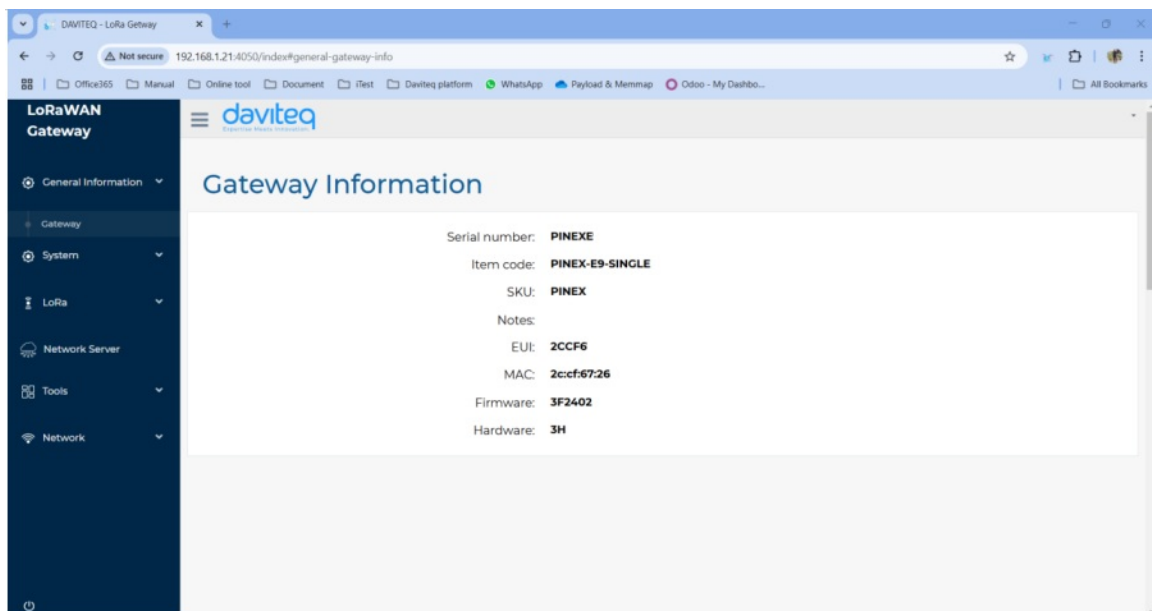 DAVITEQ - LoRa Getway
Not secure 192.168.1.21:4050/index#general-gateway-info
Office365 Manual Online tool Document iTest Daviteq platform WhatsApp Payload & Memmap Odoo - My Dashbo... All Bookmarks
LoRaWAN
Gateway
daviteq
Expertise Meets Innovation.
General Information
Gateway
System
LoRa
Network Server
Tools
Network
Gateway Information
Serial number: PINEXE
Item code: PINEX-E9-SINGLE
SKU: PINEX
Notes:
EUI: 2CCF6
MAC: 2c:cf:67:26
Firmware: 3F2402
Hardware: 3H